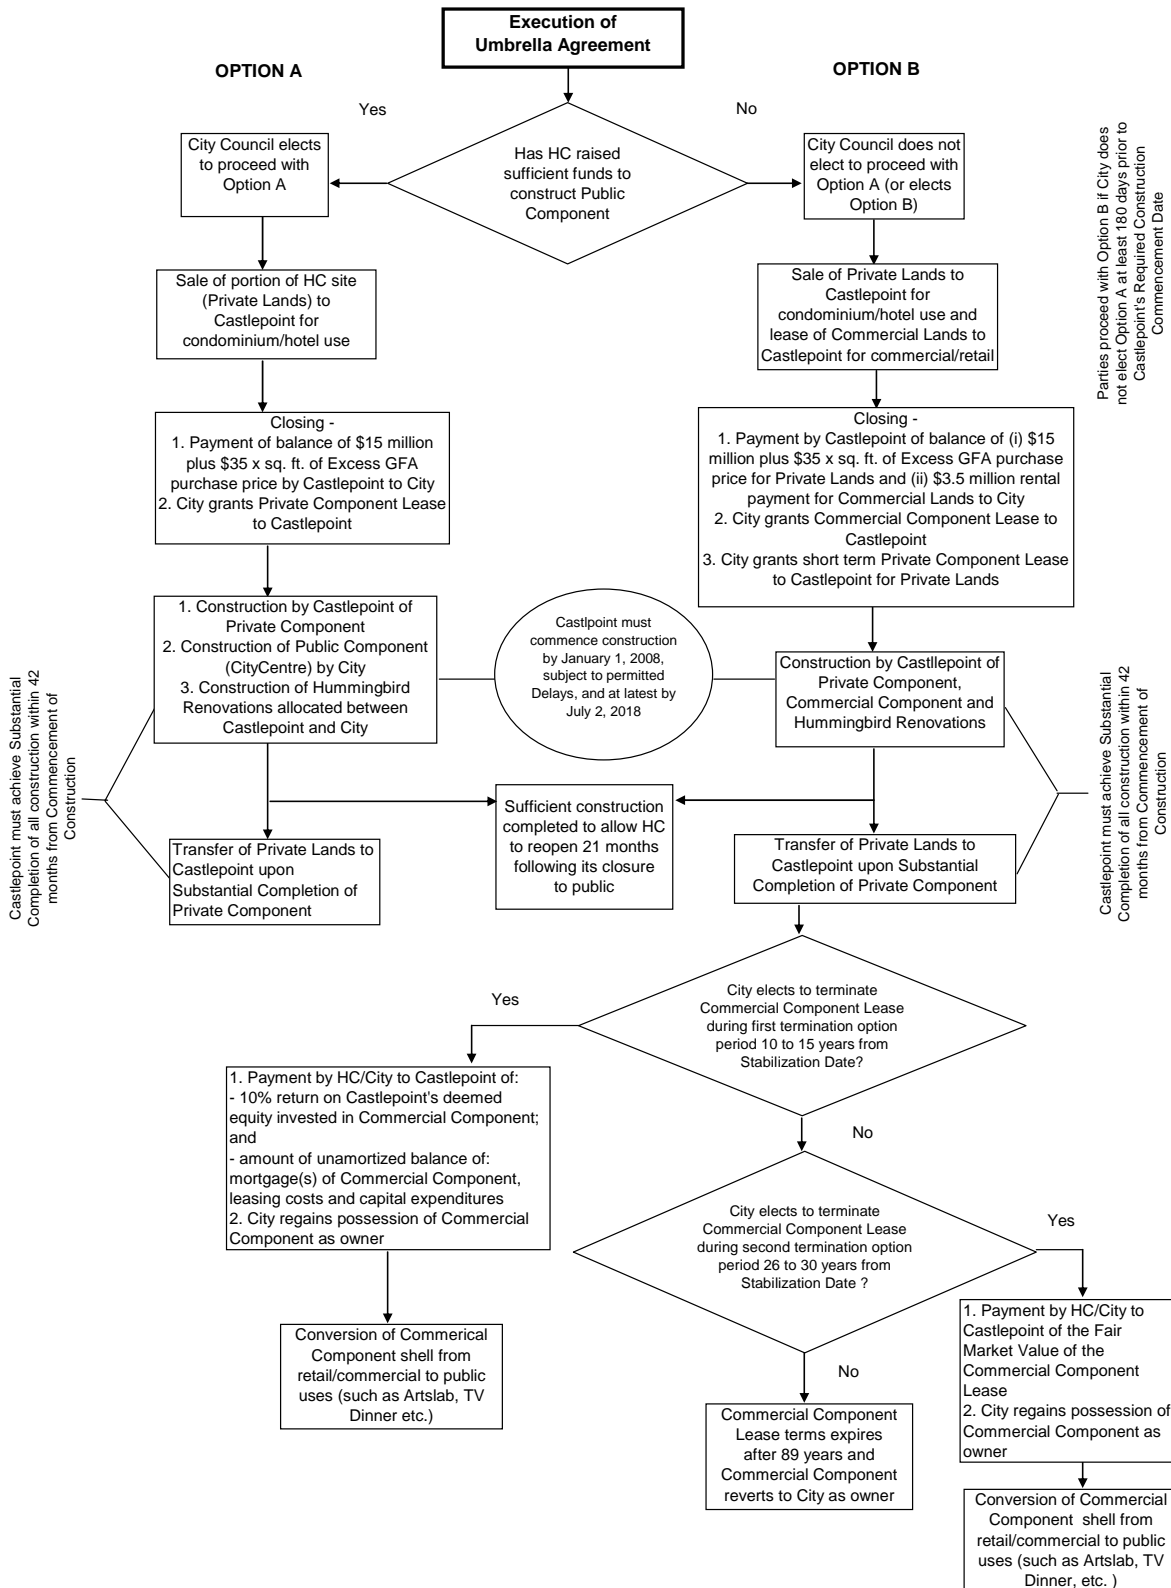 Execution of
Umbrella Agreement
OPTION A
OPTION B
Yes
No
City Council elects
to proceed with
Option A
Has HC raised
sufficient funds to
construct Public
Component
City Council does not
elect to proceed with
Option A (or elects
Option B)
Parties proceed with Option B if City does
not elect Option A at least 180 days prior to
Castlepoint's Required Construction
Commencement Date
Sale of portion of HC site
(Private Lands) to
Castlepoint for
condominium/hotel use
Sale of Private Lands to
Castlepoint for
condominium/hotel use and
lease of Commercial Lands to
Castlepoint for commercial/retail
Closing -
1. Payment of balance of $15 million
plus $35 x sq. ft. of Excess GFA
purchase price by Castlepoint to City
2. City grants Private Component Lease
to Castlepoint
Closing -
1. Payment by Castlepoint of balance of (i) $15
million plus $35 x sq. ft. of Excess GFA purchase
price for Private Lands and (ii) $3.5 million rental
payment for Commercial Lands to City
2. City grants Commercial Component Lease to
Castlepoint
3. City grants short term Private Component Lease
to Castlepoint for Private Lands
1. Construction by Castlepoint of
Private Component
2. Construction of Public Component
(CityCentre) by City
3. Construction of Hummingbird
Renovations allocated between
Castlepoint and City
Castlpoint must
commence construction
by January 1, 2008,
subject to permitted
Delays, and at latest by
July 2, 2018
Construction by Castllepoint of
Private Component,
Commercial Component and
Hummingbird Renovations
Castlepoint must achieve Substantial
Completion of all construction within 42
months from Commencement of
Construction
Castlepoint must achieve Substantial
Completion of all construction within 42
months from Commencement of
Construction
Transfer of Private Lands to
Castlepoint upon
Substantial Completion of
Private Component
Sufficient construction
completed to allow HC
to reopen 21 months
following its closure
to public
Transfer of Private Lands to
Castlepoint upon Substantial
Completion of Private Component
City elects to terminate
Commercial Component Lease
during first termination option
period 10 to 15 years from
Stabilization Date?
Yes
No
1. Payment by HC/City to Castlepoint of:
- 10% return on Castlepoint's deemed
equity invested in Commercial Component;
and
- amount of unamortized balance of:
mortgage(s) of Commercial Component,
leasing costs and capital expenditures
2. City regains possession of Commercial
Component as owner
City elects to terminate
Commercial Component Lease
during second termination option
period 26 to 30 years from
Stabilization Date ?
Yes
No
Conversion of Commerical
Component shell from
retail/commercial to public
uses (such as Artslab, TV
Dinner etc.)
Commercial Component
Lease terms expires
after 89 years and
Commercial Component
reverts to City as owner
1. Payment by HC/City to
Castlepoint of the Fair
Market Value of the
Commercial Component
Lease
2. City regains possession of
Commercial Component as
owner
Conversion of Commercial
Component shell from
retail/commercial to public
uses (such as Artslab, TV
Dinner, etc. )